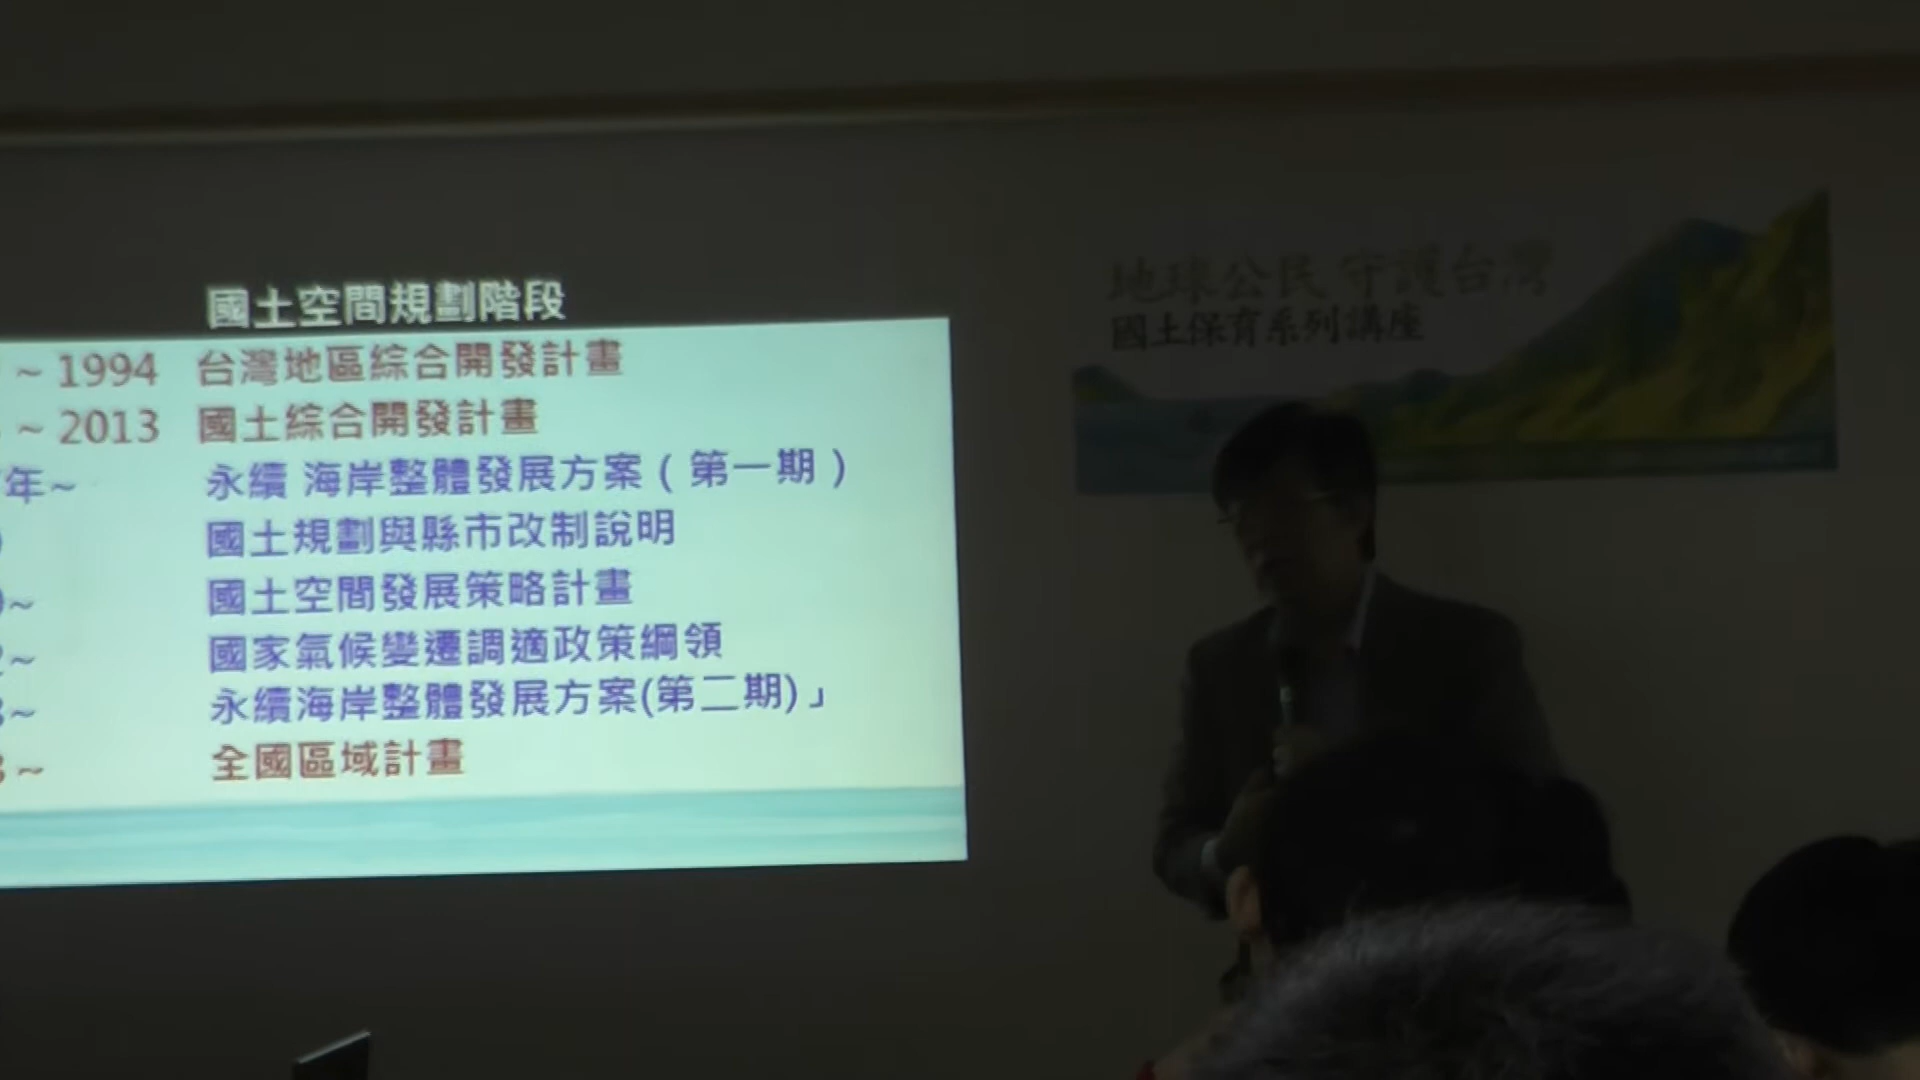 國土空間規劃階段
~ 1994 台灣地區綜合開發計畫
~ 2013 國土綜合開發計畫
年~ 永續 海岸整體發展方案 ( 第一期 )
國土規劃與縣市改制說明
~ 國土空間發展策略計畫
~ 國家氣候變遷調適政策綱領
~ 永續海岸整體發展方案(第二期)」
~ 全國區域計畫
地球公民 守護台灣
國土保育系列講座